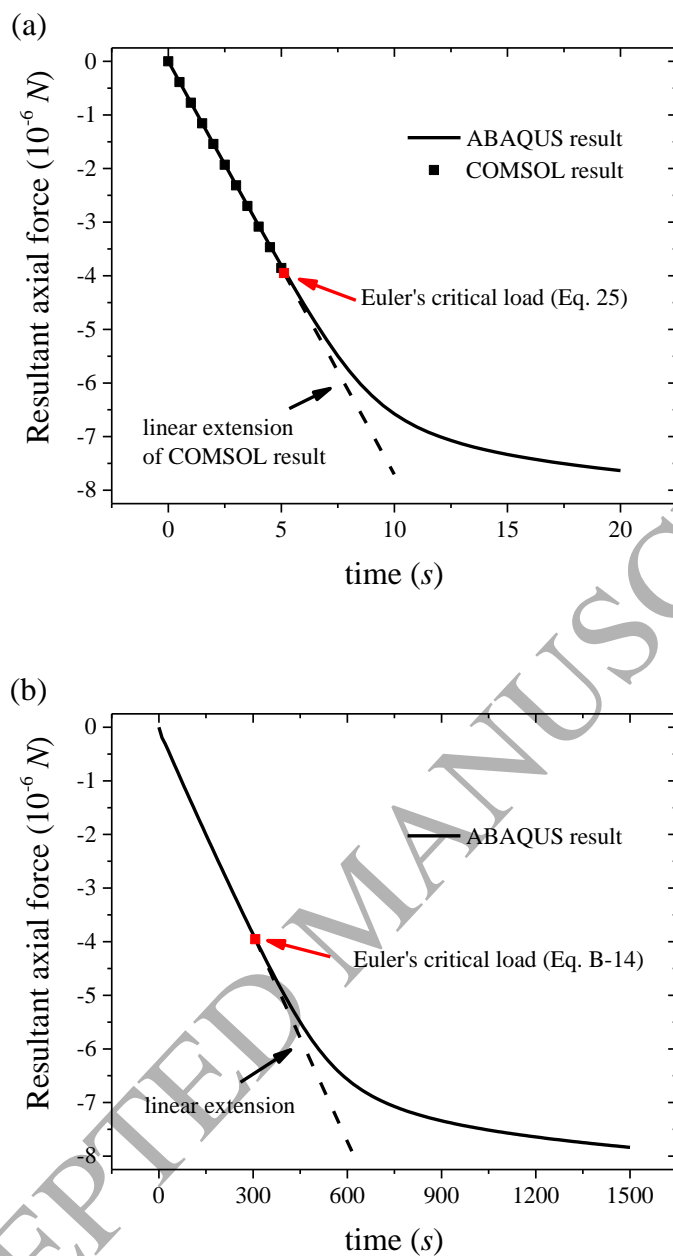 (a)
Resultant axial force (10⁻⁶ N)
0
-1
-2
-3
-4
-5
-6
-7
-8
ABAQUS result
COMSOL result
Euler's critical load (Eq. 25)
linear extension
of COMSOL result
0
5
10
15
20
time (s)
(b)
Resultant axial force (10⁻⁶ N)
0
-1
-2
-3
-4
-5
-6
-7
-8
ABAQUS result
Euler's critical load (Eq. B-14)
linear extension
0
300
600
900
1200
1500
time (s)
EPTED MANUSC